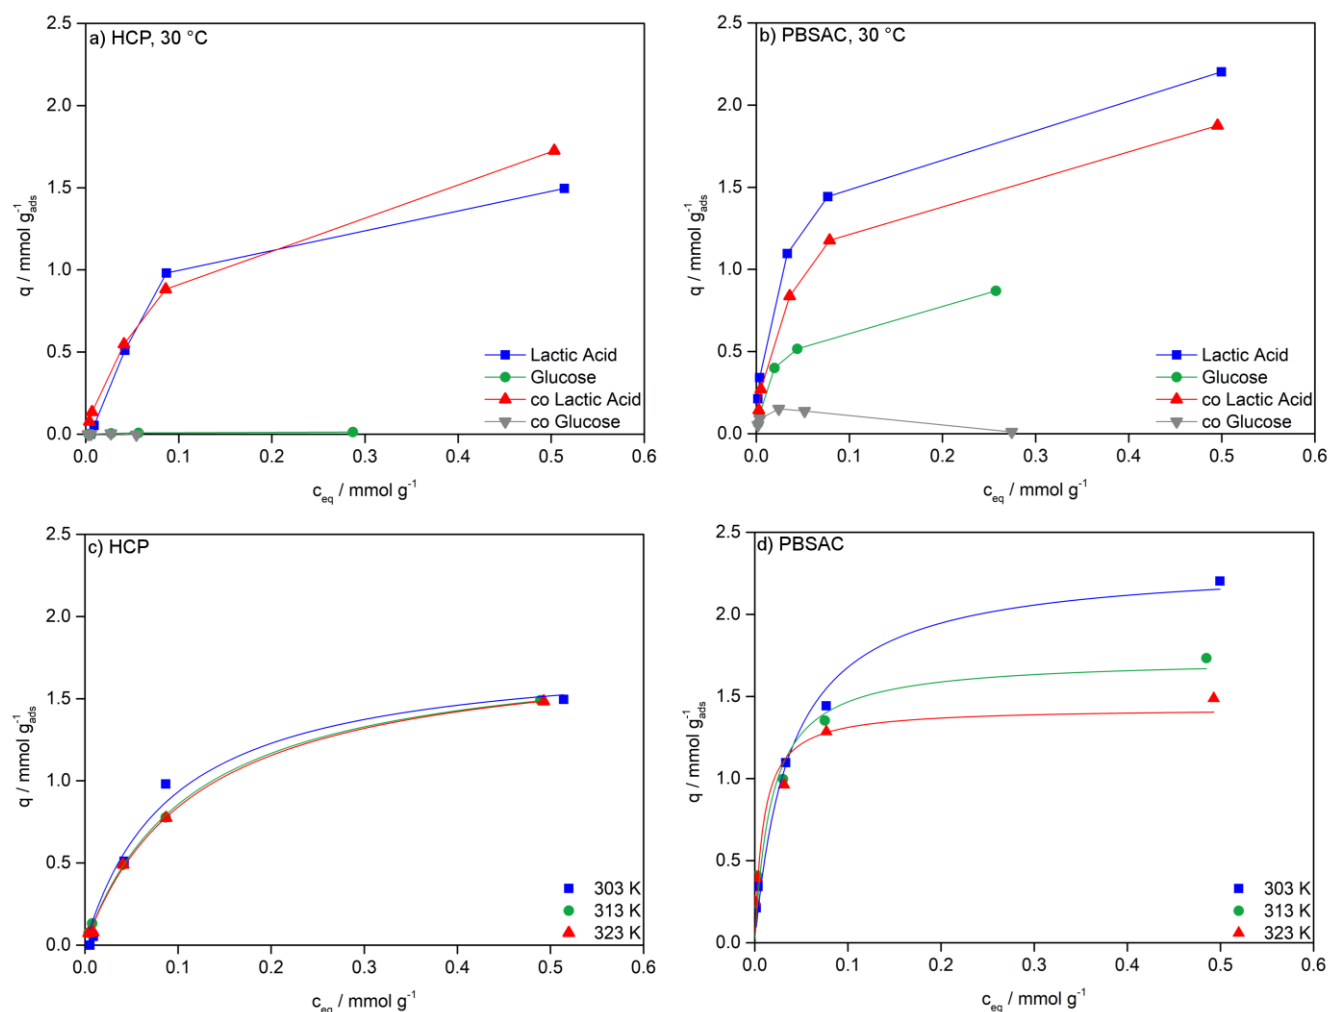 a) HCP, 30 °C
2.5
2.0
1.5
1.0
0.5
0.0
q / mmol g⁻¹ads
Lactic Acid
Glucose
co Lactic Acid
co Glucose
0.0 0.1 0.2 0.3 0.4 0.5 0.6
ceq / mmol g⁻¹
b) PBSAC, 30 °C
2.5
2.0
1.5
1.0
0.5
0.0
q / mmol g⁻¹ads
Lactic Acid
Glucose
co Lactic Acid
co Glucose
0.0 0.1 0.2 0.3 0.4 0.5 0.6
ceq / mmol g⁻¹
c) HCP
2.5
2.0
1.5
1.0
0.5
0.0
q / mmol g⁻¹ads
303 K
313 K
323 K
0.0 0.1 0.2 0.3 0.4 0.5 0.6
ceq / mmol g⁻¹
d) PBSAC
2.5
2.0
1.5
1.0
0.5
0.0
q / mmol g⁻¹ads
303 K
313 K
323 K
0.0 0.1 0.2 0.3 0.4 0.5 0.6
ceq / mmol g⁻¹